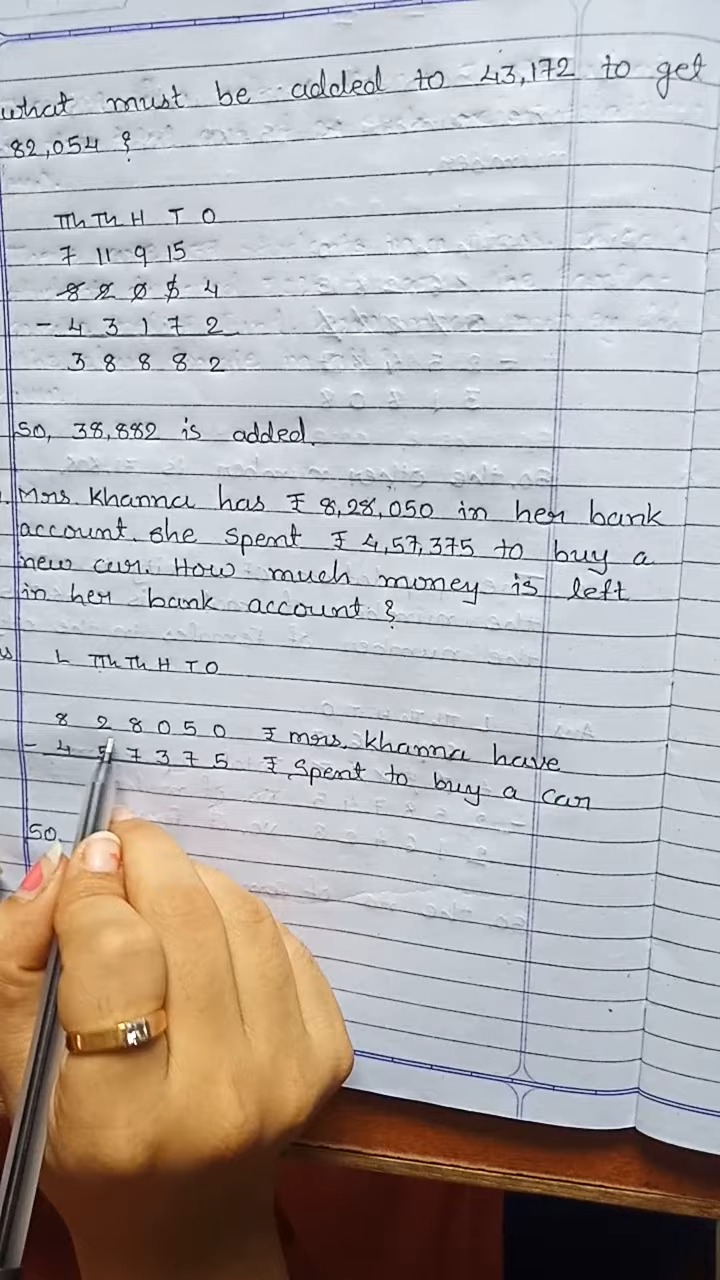 what must be added to 43,172 to get
82,054 ?
TTh Th H T O
7 11 9 15
8 2 0 5 4
- 4 3 1 7 2
3 8 8 8 2
So, 38,882 is added.
Mrs. Khanna has ₹ 8,28,050 in her bank
account. she spent ₹ 4,57,375 to buy a
new car. How much money is left
in her bank account ?
L TTh Th H T O
8 2 8 0 5 0 ₹ mrs. Khanna have
- 4 5 7 3 7 5 ₹ Spent to buy a car
So